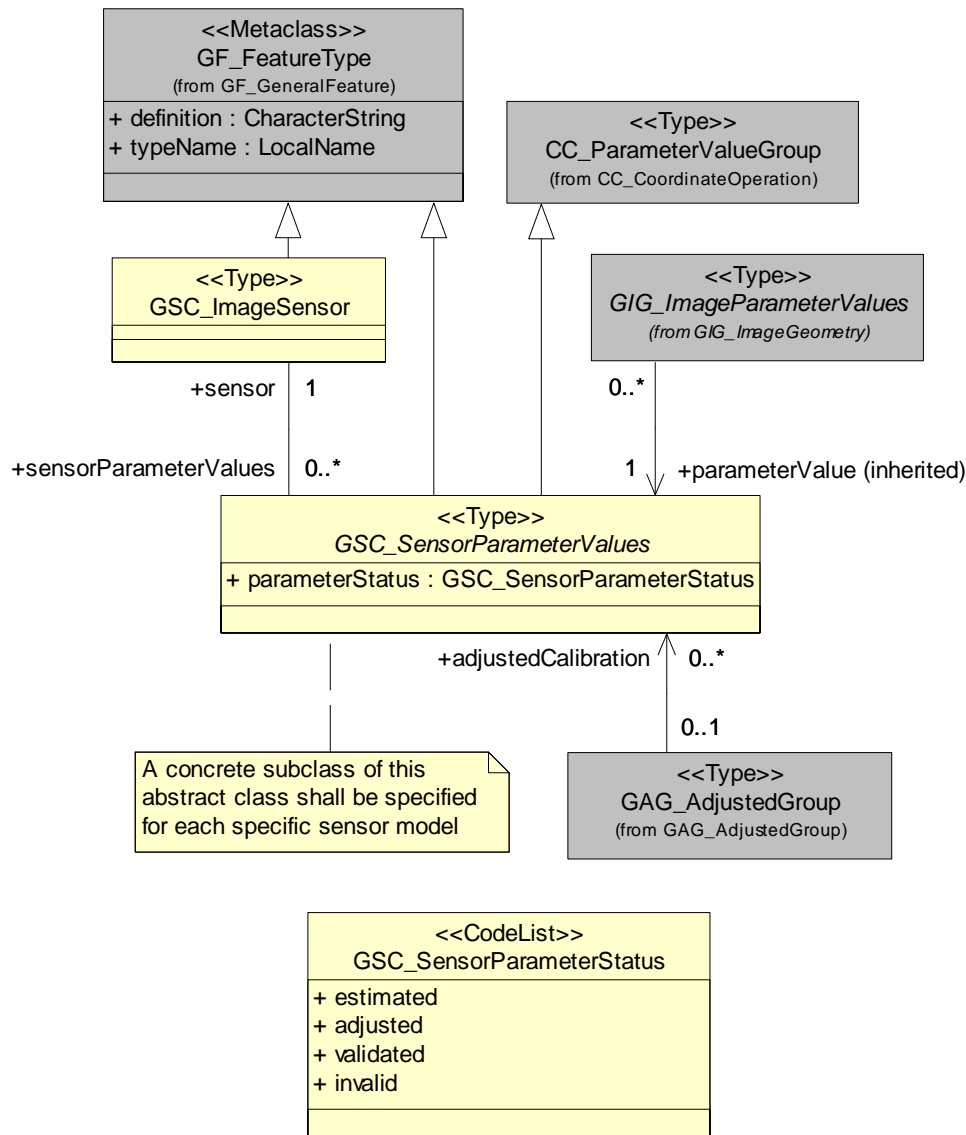 <<Metaclass>>
GF_FeatureType
(from GF_GeneralFeature)
+ definition : CharacterString
+ typeName : LocalName
<<Type>>
CC_ParameterValueGroup
(from CC_CoordinateOperation)
<<Type>>
GSC_ImageSensor
<<Type>>
GIG_ImageParameterValues
(from GIG_ImageGeometry)
+sensor 1
0..*
+sensorParameterValues 0..*
1 +parameterValue (inherited)
<<Type>>
GSC_SensorParameterValues
+ parameterStatus : GSC_SensorParameterStatus
+adjustedCalibration 0..*
0..1
A concrete subclass of this
abstract class shall be specified
for each specific sensor model
<<Type>>
GAG_AdjustedGroup
(from GAG_AdjustedGroup)
<<CodeList>>
GSC_SensorParameterStatus
+ estimated
+ adjusted
+ validated
+ invalid